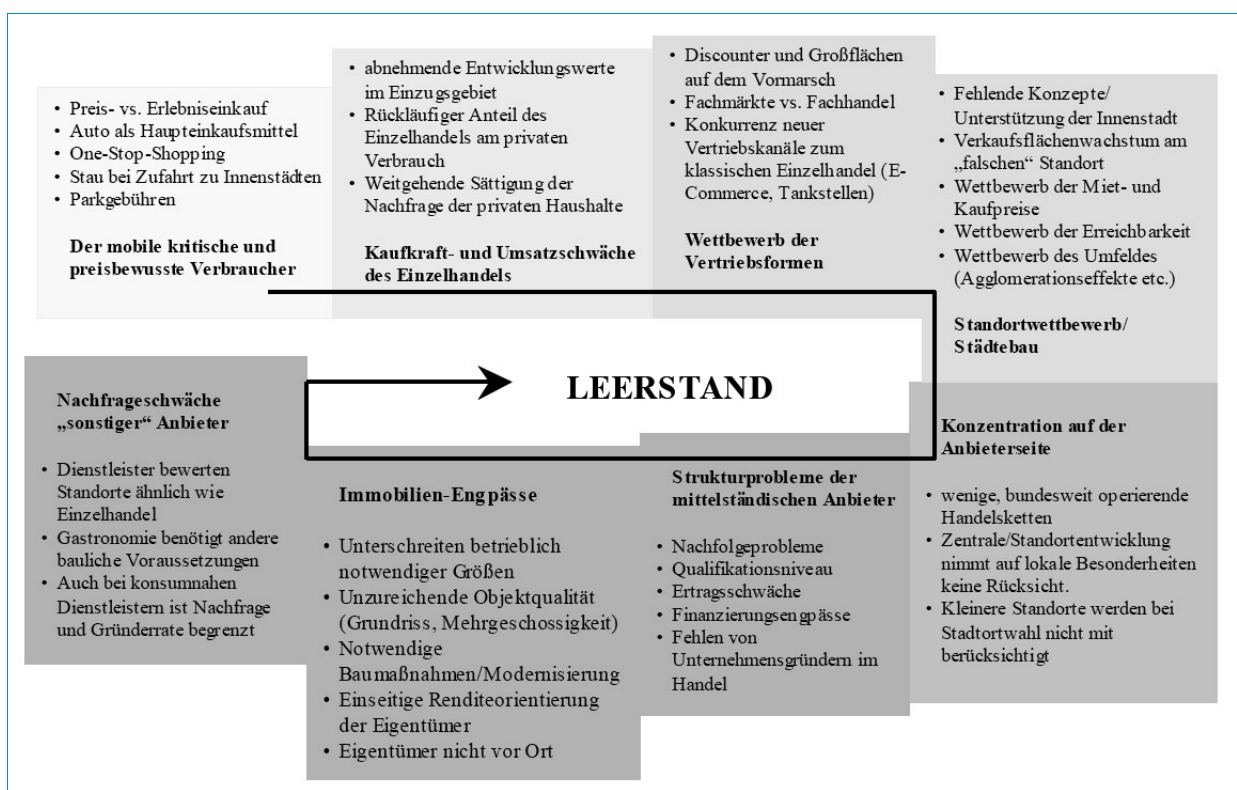 • Preis- vs. Erlebniseinkauf
• Auto als Haupteinkaufsmittel
• One-Stop-Shopping
• Stau bei Zufahrt zu Innenstädten
• Parkgebühren
Der mobile kritische und
preisbewusste Verbraucher
• abnehmende Entwicklungswerte
im Einzugsgebiet
• Rückläufiger Anteil des
Einzelhandels am privaten
Verbrauch
• Weitgehende Sättigung der
Nachfrage der privaten Haushalte
Kaufkraft- und Umsatzschwäche
des Einzelhandels
• Discounter und Großflächen
auf dem Vormarsch
• Fachmärkte vs. Fachhandel
• Konkurrenz neuer
Vertriebskanäle zum
klassischen Einzelhandel (E-
Commerce, Tankstellen)
Wettbewerb der
Vertriebsformen
• Fehlende Konzepte/
Unterstützung der Innenstadt
• Verkaufsflächenwachstum am
„falschen“ Standort
• Wettbewerb der Miet- und
Kaufpreise
• Wettbewerb der Erreichbarkeit
• Wettbewerb des Umfeldes
(Agglomerationseffekte etc.)
Standortwettbewerb/
Städtebau
LEERSTAND
Nachfrageschwäche
„sonstiger“ Anbieter
• Dienstleister bewerten
Standorte ähnlich wie
Einzelhandel
• Gastronomie benötigt andere
bauliche Voraussetzungen
• Auch bei konsumnahen
Dienstleistern ist Nachfrage
und Gründerrate begrenzt
Immobilien-Engpässe
• Unterschreiten betrieblich
notwendiger Größen
• Unzureichende Objektqualität
(Grundriss, Mehrgeschossigkeit)
• Notwendige
Baumaßnahmen/Modernisierung
• Einseitige Renditeorientierung
der Eigentümer
• Eigentümer nicht vor Ort
Strukturprobleme der
mittelständischen Anbieter
• Nachfolgeprobleme
• Qualifikationsniveau
• Ertragsschwäche
• Finanzierungsengpässe
• Fehlen von
Unternehmensgründern im
Handel
Konzentration auf der
Anbieterseite
• wenige, bundesweit operierende
Handelsketten
• Zentrale/Standortentwicklung
nimmt auf lokale Besonderheiten
keine Rücksicht.
• Kleinere Standorte werden bei
Stadtortwahl nicht mit
berücksichtigt